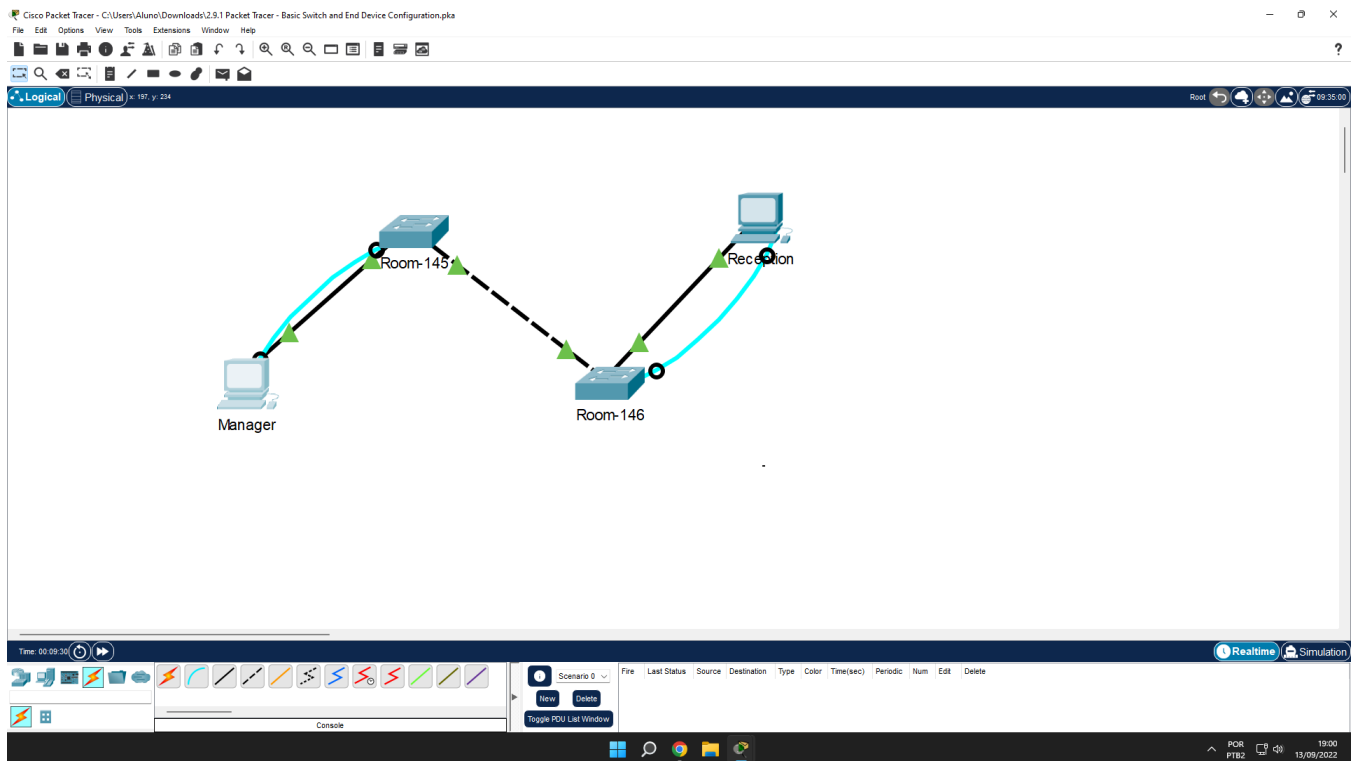 Cisco Packet Tracer - C:\Users\Aluno\Downloads\2.9.1 Packet Tracer - Basic Switch and End Device Configuration.pka
File Edit Options View Tools Extensions Window Help
?
Logical Physical x: 197, y: 234 Root 09:35:00
Reception
Room-145
Room-146
Manager
Time: 00:09:30 Realtime Simulation
Scenario 0 Fire Last Status Source Destination Type Color Time(sec) Periodic Num Edit Delete
New Delete
Toggle PDU List Window
Console
POR 19:00
PTB2 13/09/2022